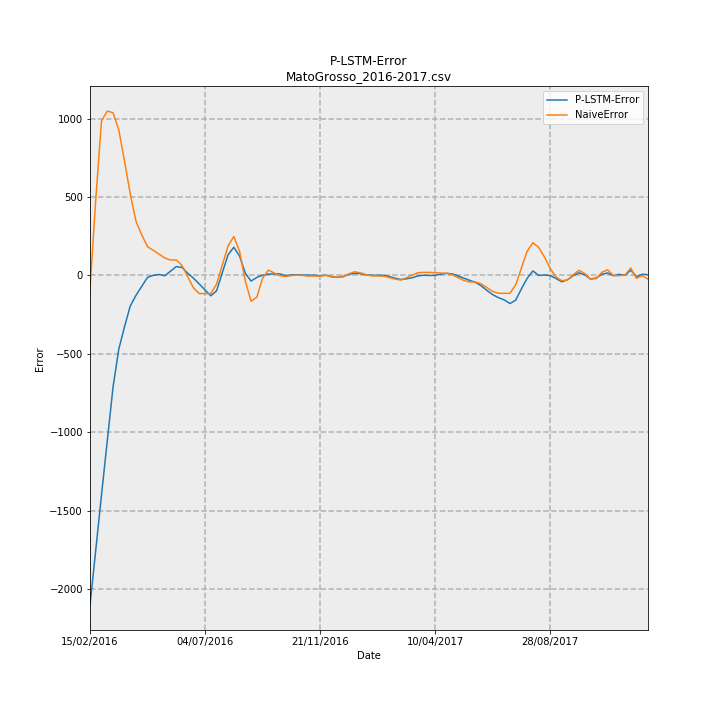 P-LSTM-Error
MatoGrosso_2016-2017.csv
P-LSTM-Error
NaiveError
1000
500
0
−500
−1000
−1500
−2000
Error
15/02/2016
04/07/2016
21/11/2016
10/04/2017
28/08/2017
Date